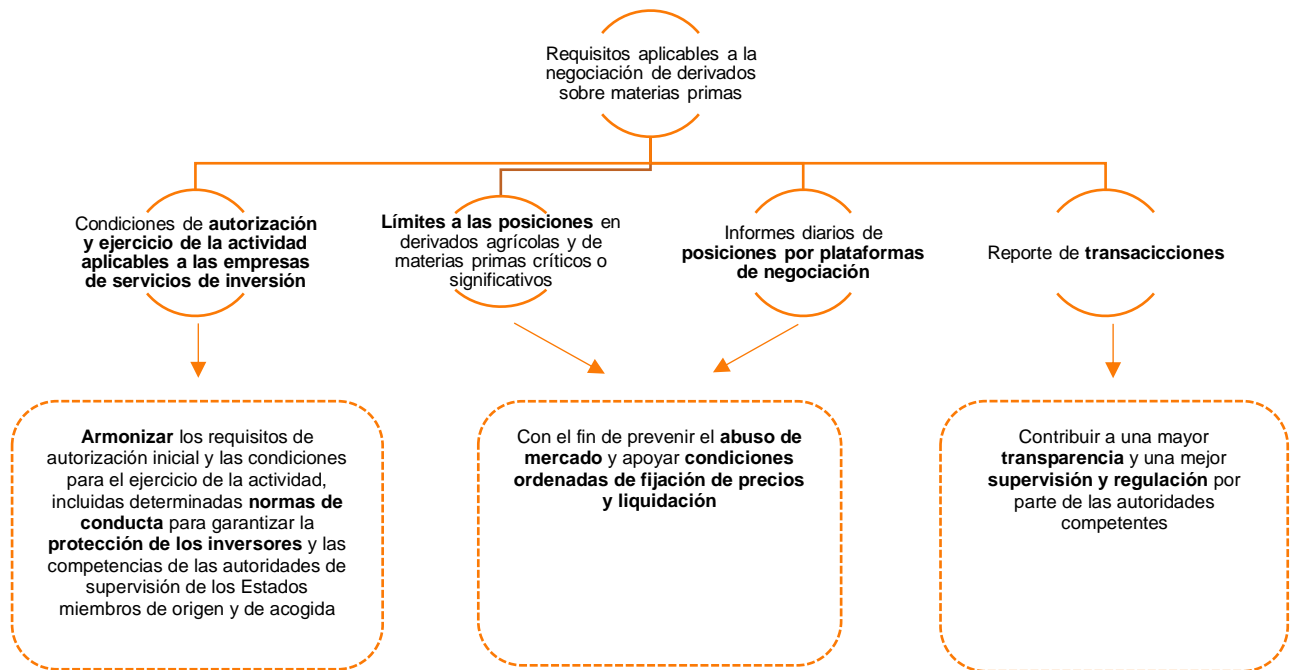 Requisitos aplicables a la
negociación de derivados
sobre materias primas
Condiciones de autorización
y ejercicio de la actividad
aplicables a las empresas
de servicios de inversión
Límites a las posiciones en
derivados agrícolas y de
materias primas críticos o
significativos
Informes diarios de
posiciones por plataformas
de negociación
Reporte de transacicciones
Armonizar los requisitos de
autorización inicial y las condiciones
para el ejercicio de la actividad,
incluidas determinadas normas de
conducta para garantizar la
protección de los inversores y las
competencias de las autoridades de
supervisión de los Estados
miembros de origen y de acogida
Con el fin de prevenir el abuso de
mercado y apoyar condiciones
ordenadas de fijación de precios
y liquidación
Contribuir a una mayor
transparencia y una mejor
supervisión y regulación por
parte de las autoridades
competentes